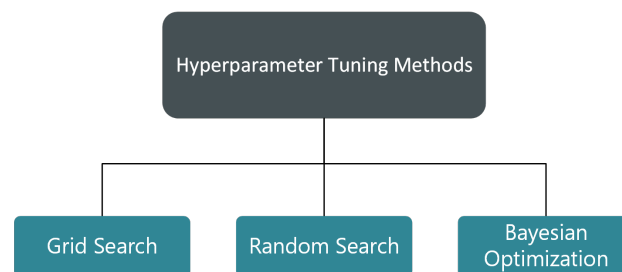 Hyperparameter Tuning Methods
Grid Search
Random Search
Bayesian
Optimization